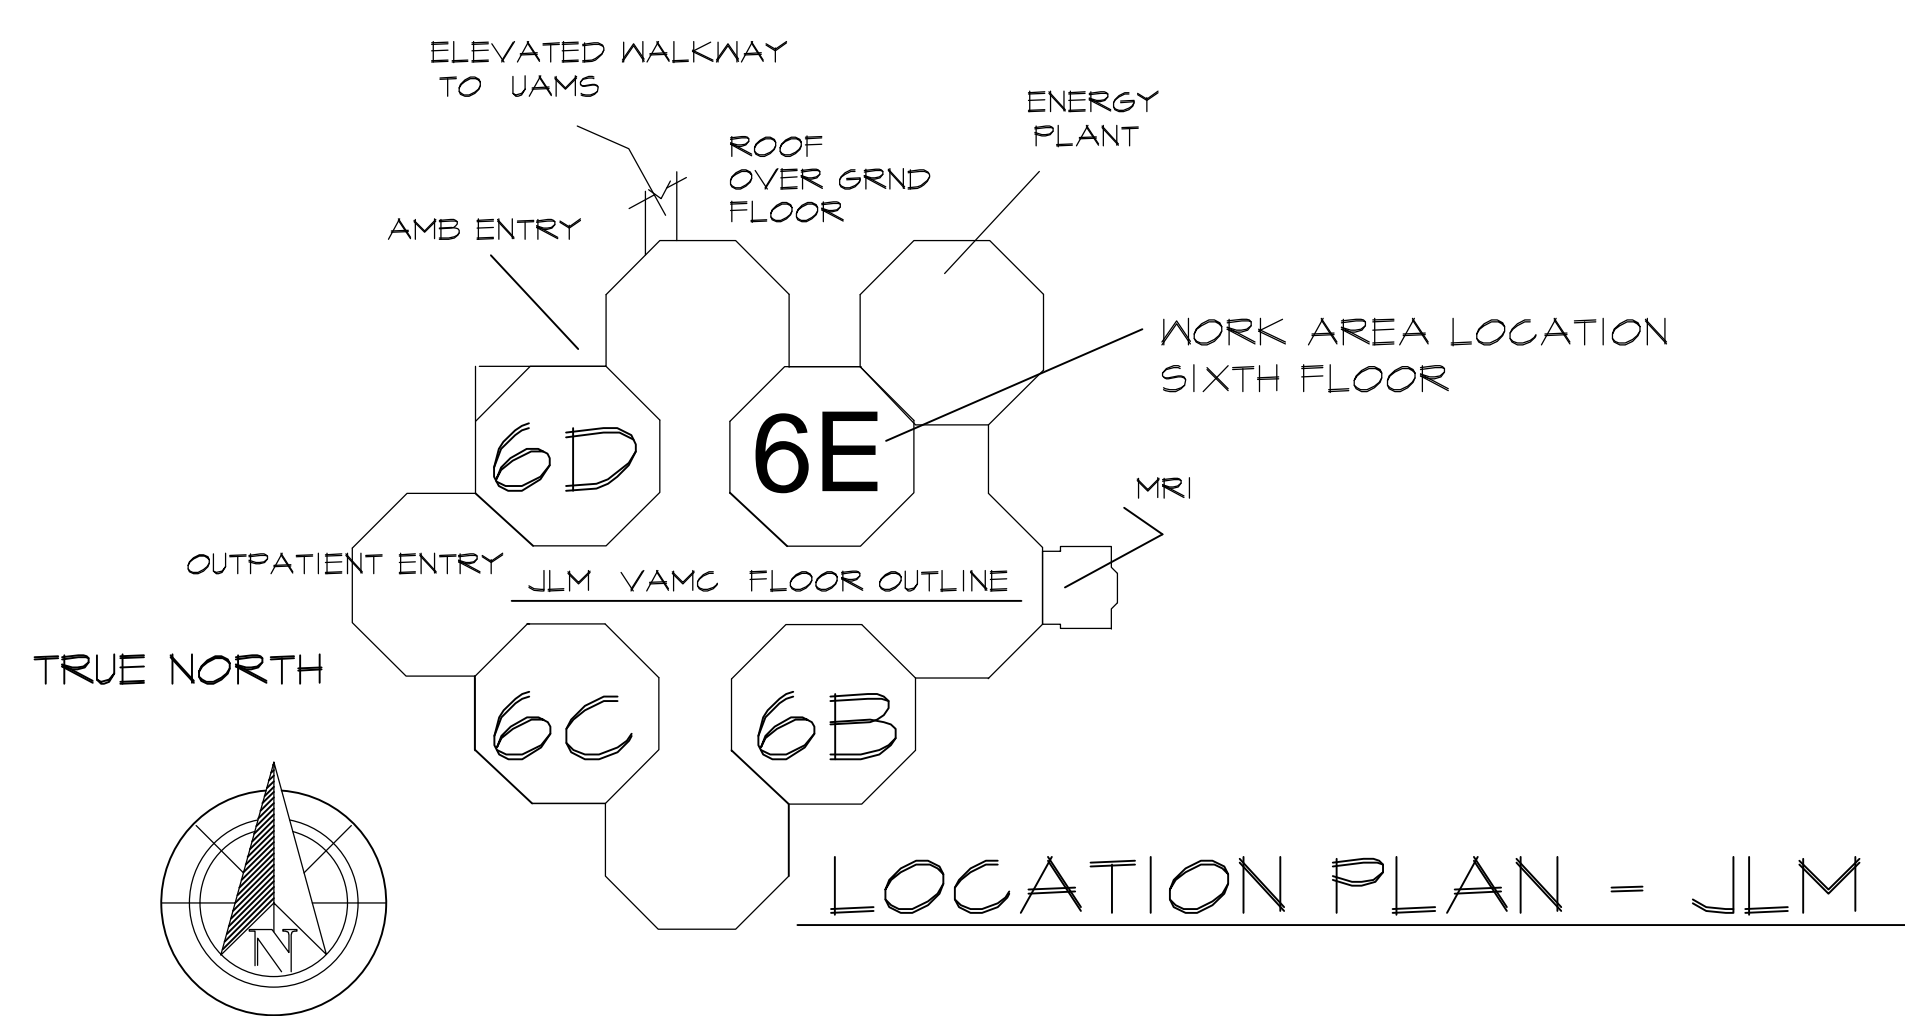 ELEVATED WALKWAY
TO UAMS
ENERGY
PLANT
ROOF
OVER GRND
FLOOR
AMB ENTRY
WORK AREA LOCATION
SIXTH FLOOR
6D
6E
MRI
OUTPATIENT ENTRY
JLM VAMC FLOOR OUTLINE
TRUE NORTH
6C
6B
N
LOCATION PLAN - JLM